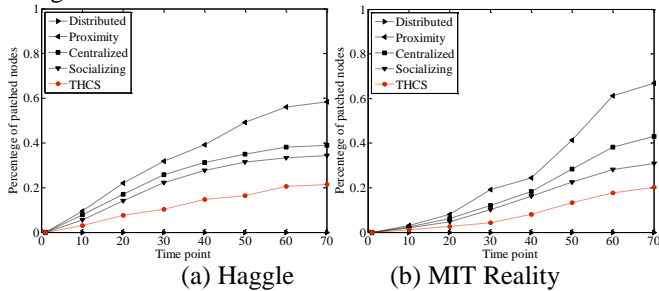 Percentege of patched nodes
1
0.8
0.6
0.4
0.2
0
Distributed
Proximity
Centralized
Socializing
THCS
0 10 20 30 40 50 60 70
Time point
(a) Haggle
Percentege of patched nodes
1
0.8
0.6
0.4
0.2
0
Distributed
Proximity
Centralized
Socializing
THCS
0 10 20 30 40 50 60 70
Time point
(b) MIT Reality